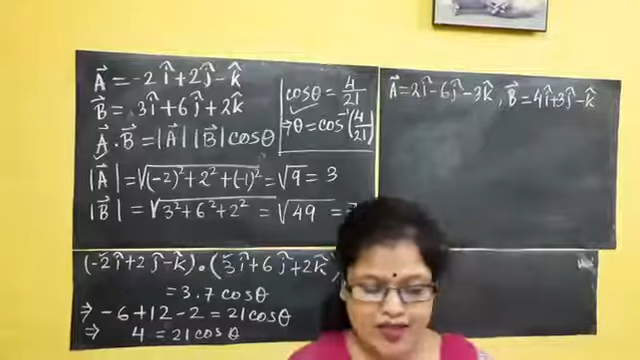 A⃗ = -2î+2ĵ-k̂
B⃗ = 3î+6ĵ+2k̂
A⃗.B⃗ = |A⃗| |B⃗| cosθ
|A⃗| = √(-2)²+2²+(-1)² = √9 = 3
|B⃗| = √3²+6²+2² = √49 =
cosθ = 4/21
⇒ θ = cos⁻¹(4/21)
(-2î+2ĵ-k̂).(3î+6ĵ+2k̂)
= 3.7 cosθ
⇒ -6+12-2 = 21cosθ
⇒ 4 = 21cosθ
A⃗=2î-6ĵ-3k̂, B⃗=4î+3ĵ-k̂